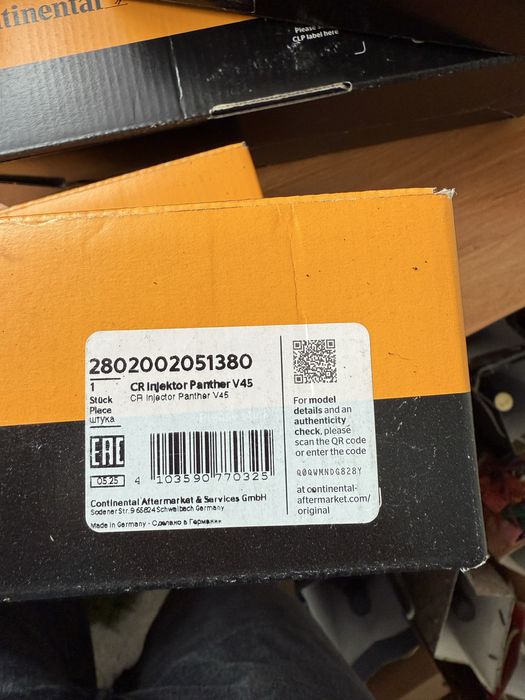 ntinental
Please s
CLP label here
2802002051380
1
CR Injektor Panther V45
CR Injector Panther V45
Stück
Piece
штука
EAC
05.25
4 103590 770325
Continental Aftermarket & Services GmbH
Sodener Str. 9 65824 Schwalbach Germany
Made in Germany - Сделано в Германии
For model
details and an
authenticity
check, please
scan the QR code
or enter the code
Q0QWMNDG828Y
at continental-
aftermarket.com/
original